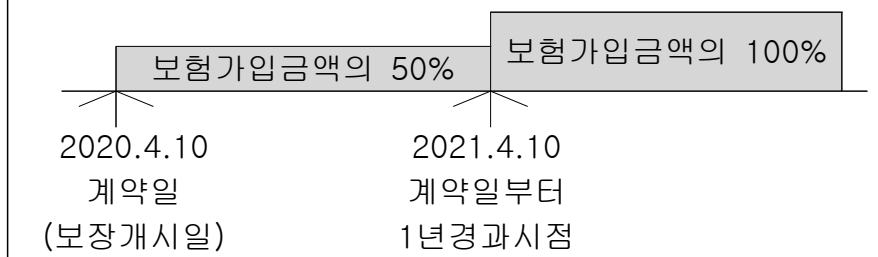 보험가입금액의 50%
보험가입금액의 100%
2020.4.10
계약일
(보장개시일)
2021.4.10
계약일부터
1년경과시점